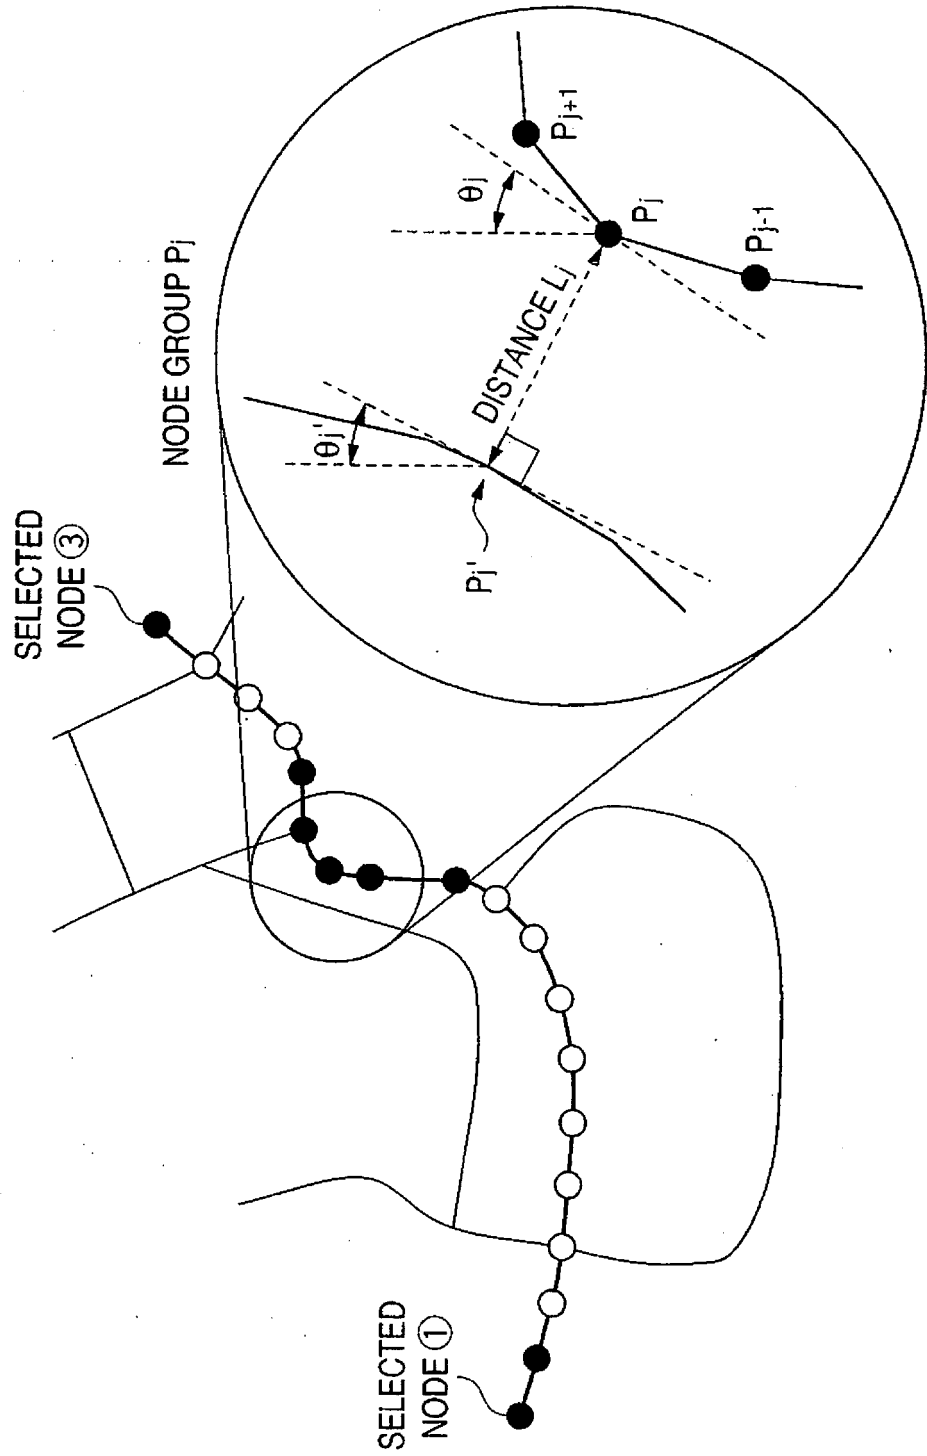 SELECTED
NODE ①
SELECTED
NODE ③
NODE GROUP Pj
θj'
Pj'
DISTANCE Lj
θj
Pj-1
Pj
Pj+1